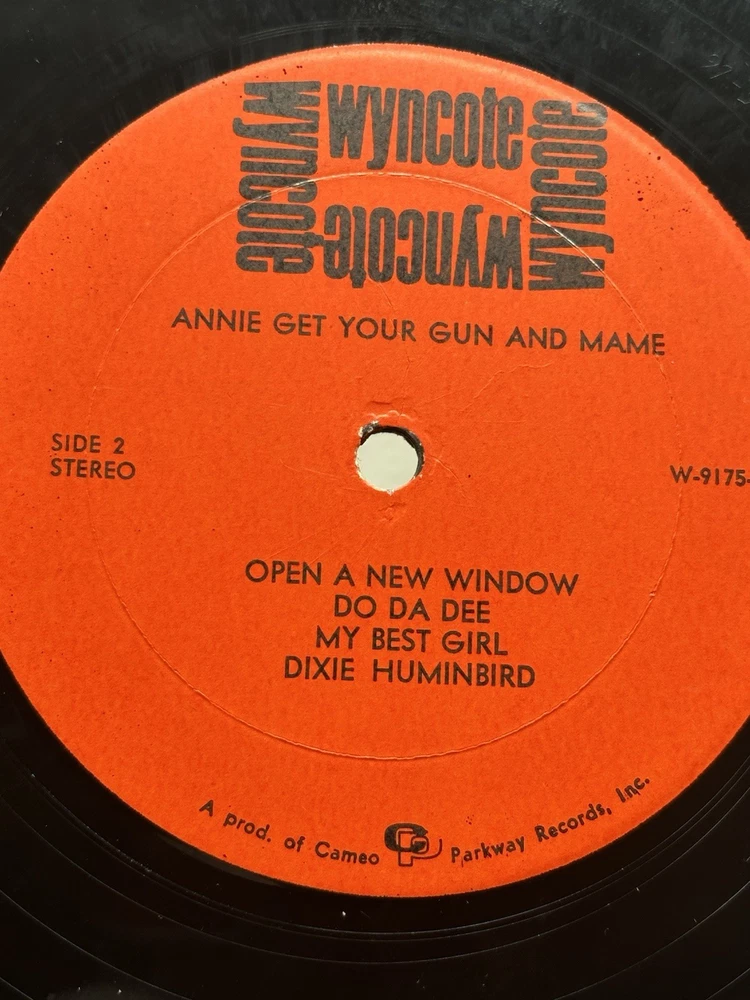 wyncote
wyncote
wyncote
wyncote
ANNIE GET YOUR GUN AND MAME
SIDE 2
STEREO
W-9175-
OPEN A NEW WINDOW
DO DA DEE
MY BEST GIRL
DIXIE HUMINBIRD
A prod. of Cameo CP Parkway Records, Inc.